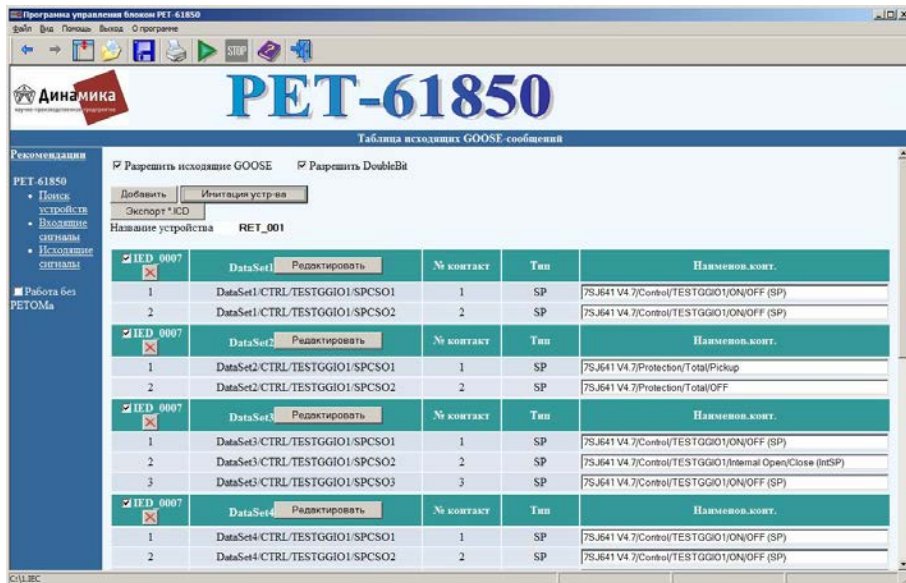 Программа управления блоком РЕТ-61850
Файл Вид Помощь Выход О программе
STOP
Динамика
научно-производственное предприятие
РЕТ-61850
Таблица исходящих GOOSE-сообщений
Рекомендации
РЕТ-61850
Поиск устройств
Входящие сигналы
Исходящие сигналы
Работа без РЕТОМа
Разрешить исходящие GOOSE Разрешить DoubleBit
Добавить Имитация устр-ва
Экспорт *.ICD
Название устройства RET_001
IED_0007 DataSet1 Редактировать № контакт Тип Наименов.конт.
1 DataSet1/CTRL/TESTGGIO1/SPCSO1 1 SP 7SJ641 V4.7/Control/TESTGGIO1/ON/OFF (SP)
2 DataSet1/CTRL/TESTGGIO1/SPCSO2 2 SP 7SJ641 V4.7/Control/TESTGGIO1/ON/OFF (SP)
IED_0007 DataSet2 Редактировать № контакт Тип Наименов.конт.
1 DataSet2/CTRL/TESTGGIO1/SPCSO1 1 SP 7SJ641 V4.7/Protection/Total/Pickup
2 DataSet2/CTRL/TESTGGIO1/SPCSO2 2 SP 7SJ641 V4.7/Protection/Total/OFF
IED_0007 DataSet3 Редактировать № контакт Тип Наименов.конт.
1 DataSet3/CTRL/TESTGGIO1/SPCSO1 1 SP 7SJ641 V4.7/Control/TESTGGIO1/ON/OFF (SP)
2 DataSet3/CTRL/TESTGGIO1/SPCSO2 2 SP 7SJ641 V4.7/Control/TESTGGIO1/Internal Open/Close (IntSP)
3 DataSet3/CTRL/TESTGGIO1/SPCSO3 3 SP 7SJ641 V4.7/Control/TESTGGIO1/ON/OFF (SP)
IED_0007 DataSet4 Редактировать № контакт Тип Наименов.конт.
1 DataSet4/CTRL/TESTGGIO1/SPCSO1 1 SP 7SJ641 V4.7/Control/TESTGGIO1/ON/OFF (SP)
2 DataSet4/CTRL/TESTGGIO1/SPCSO2 2 SP 7SJ641 V4.7/Control/TESTGGIO1/ON/OFF (SP)
C:\1.IEC